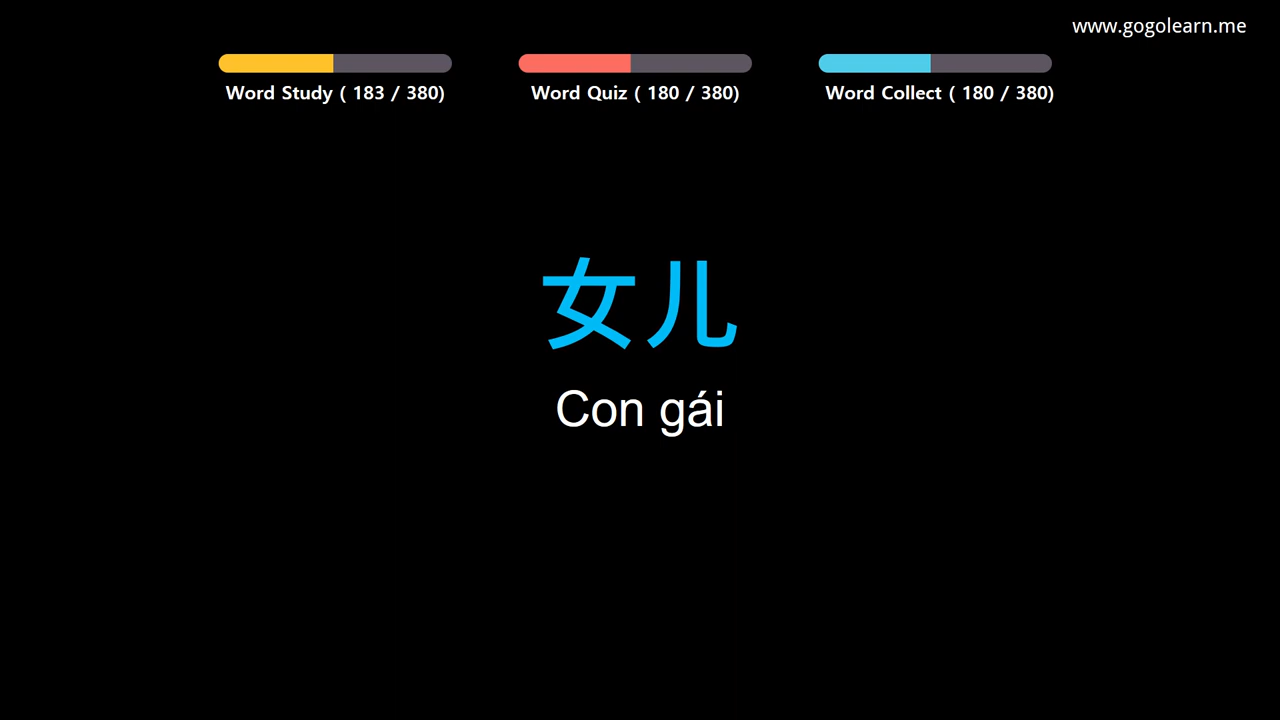 www.gogolearn.me
Word Study ( 183 / 380)
Word Quiz ( 180 / 380)
Word Collect ( 180 / 380)
女儿
Con gái